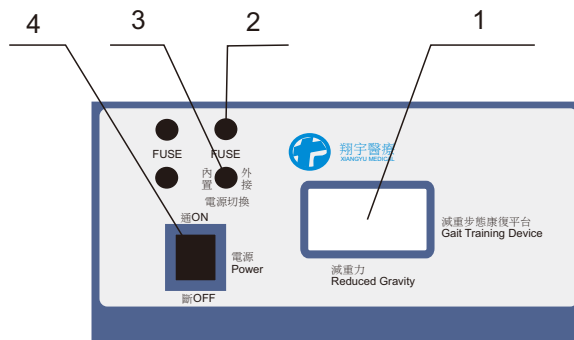 4
3
2
1
FUSE
FUSE
翔宇醫療
XIANGYU MEDICAL
內置
外接
電源切換
通ON
電源
Power
斷OFF
減重步態康復平台
Gait Training Device
減重力
Reduced Gravity